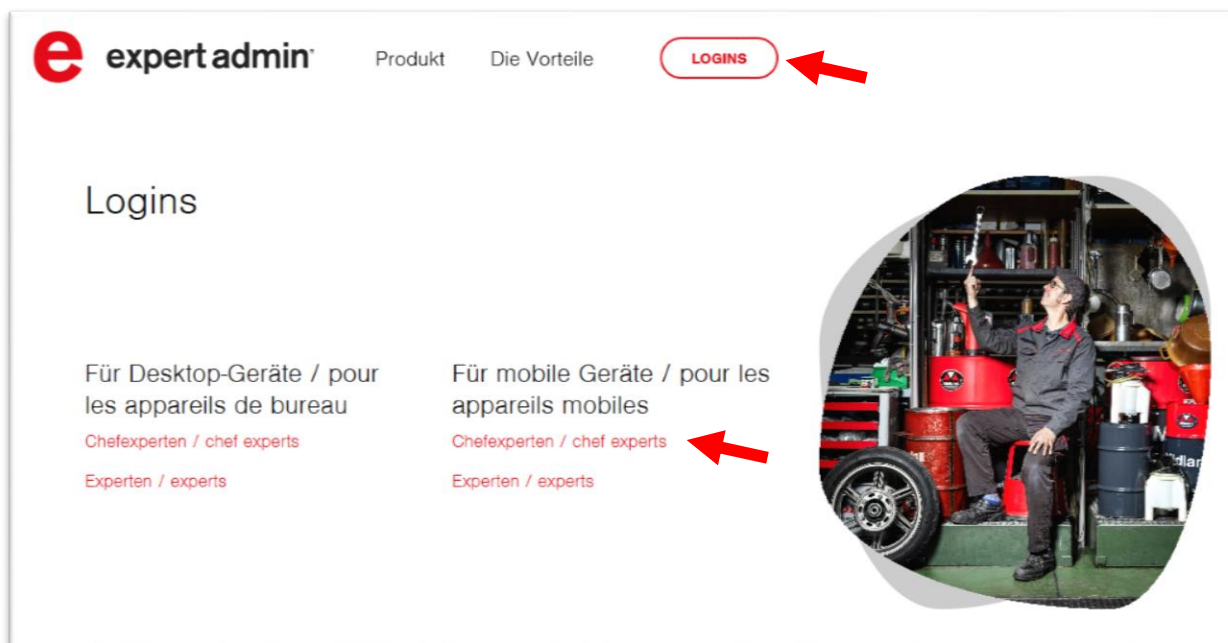 e expert admin Produkt Die Vorteile LOGINS
Logins
Für Desktop-Geräte / pour
les appareils de bureau
Chefexperten / chef experts
Experten / experts
Für mobile Geräte / pour les
appareils mobiles
Chefexperten / chef experts
Experten / experts